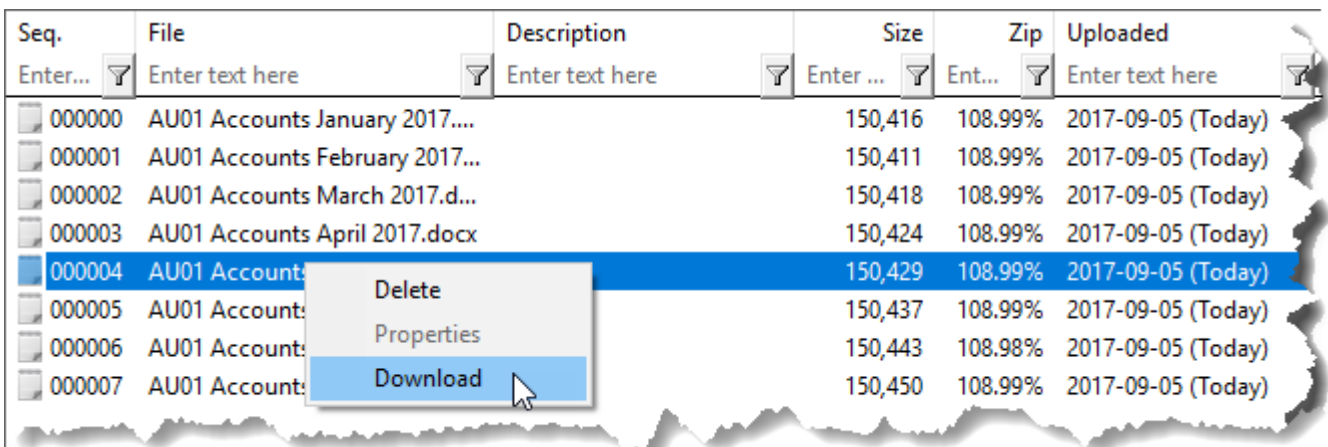 Seq. File Description Size Zip Uploaded
Enter... Enter text here Enter text here Enter ... Ent... Enter text here
000000 AU01 Accounts January 2017.... 150,416 108.99% 2017-09-05 (Today)
000001 AU01 Accounts February 2017... 150,411 108.99% 2017-09-05 (Today)
000002 AU01 Accounts March 2017.d... 150,418 108.99% 2017-09-05 (Today)
000003 AU01 Accounts April 2017.docx 150,424 108.99% 2017-09-05 (Today)
000004 AU01 Accounts 150,429 108.99% 2017-09-05 (Today)
Delete
000005 AU01 Accounts 150,437 108.99% 2017-09-05 (Today)
Properties
000006 AU01 Accounts 150,443 108.98% 2017-09-05 (Today)
Download
000007 AU01 Accounts 150,450 108.99% 2017-09-05 (Today)